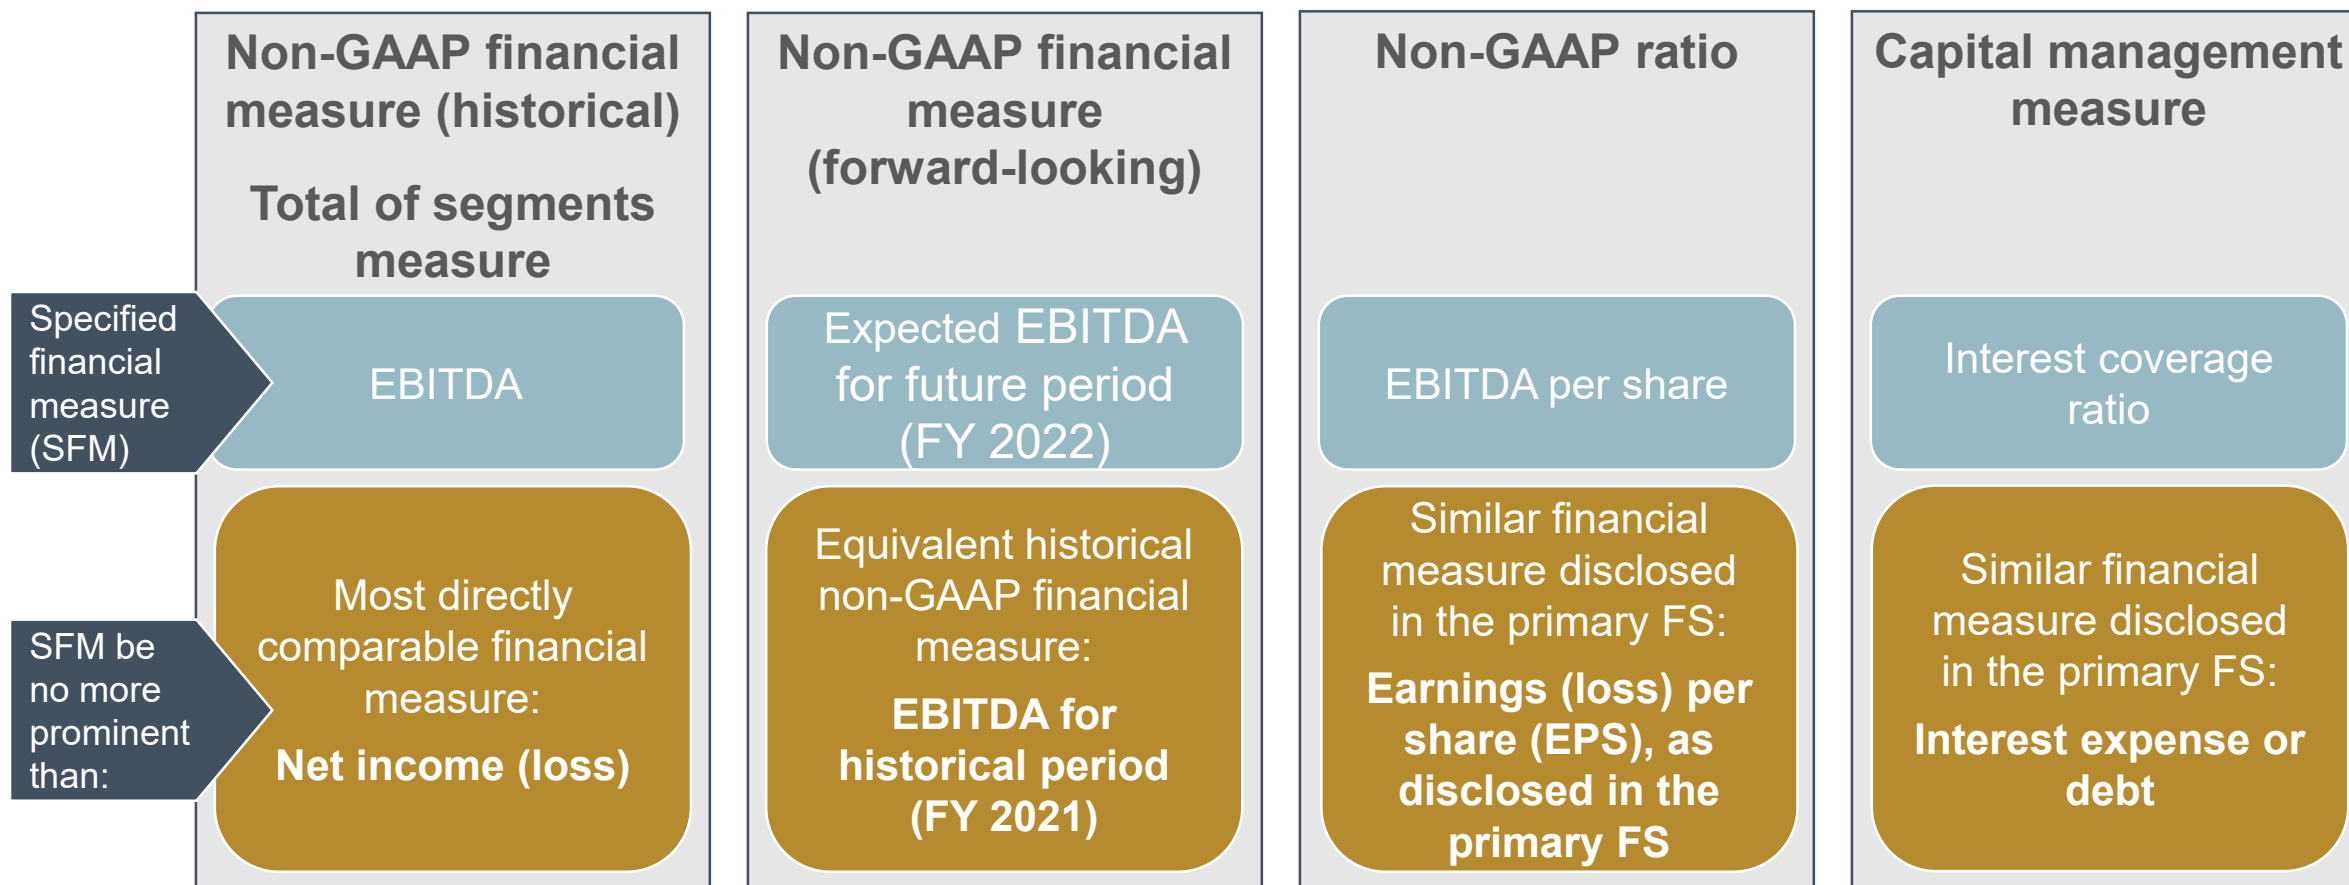 Non-GAAP financial
measure (historical)
Total of segments
measure
Non-GAAP financial
measure
(forward-looking)
Non-GAAP ratio
Capital management
measure
Specified
financial
measure
(SFM)
EBITDA
Expected EBITDA
for future period
(FY 2022)
EBITDA per share
Interest coverage
ratio
SFM be
no more
prominent
than:
Most directly
comparable financial
measure:
Net income (loss)
Equivalent historical
non-GAAP financial
measure:
EBITDA for
historical period
(FY 2021)
Similar financial
measure disclosed
in the primary FS:
Earnings (loss) per
share (EPS), as
disclosed in the
primary FS
Similar financial
measure disclosed
in the primary FS:
Interest expense or
debt